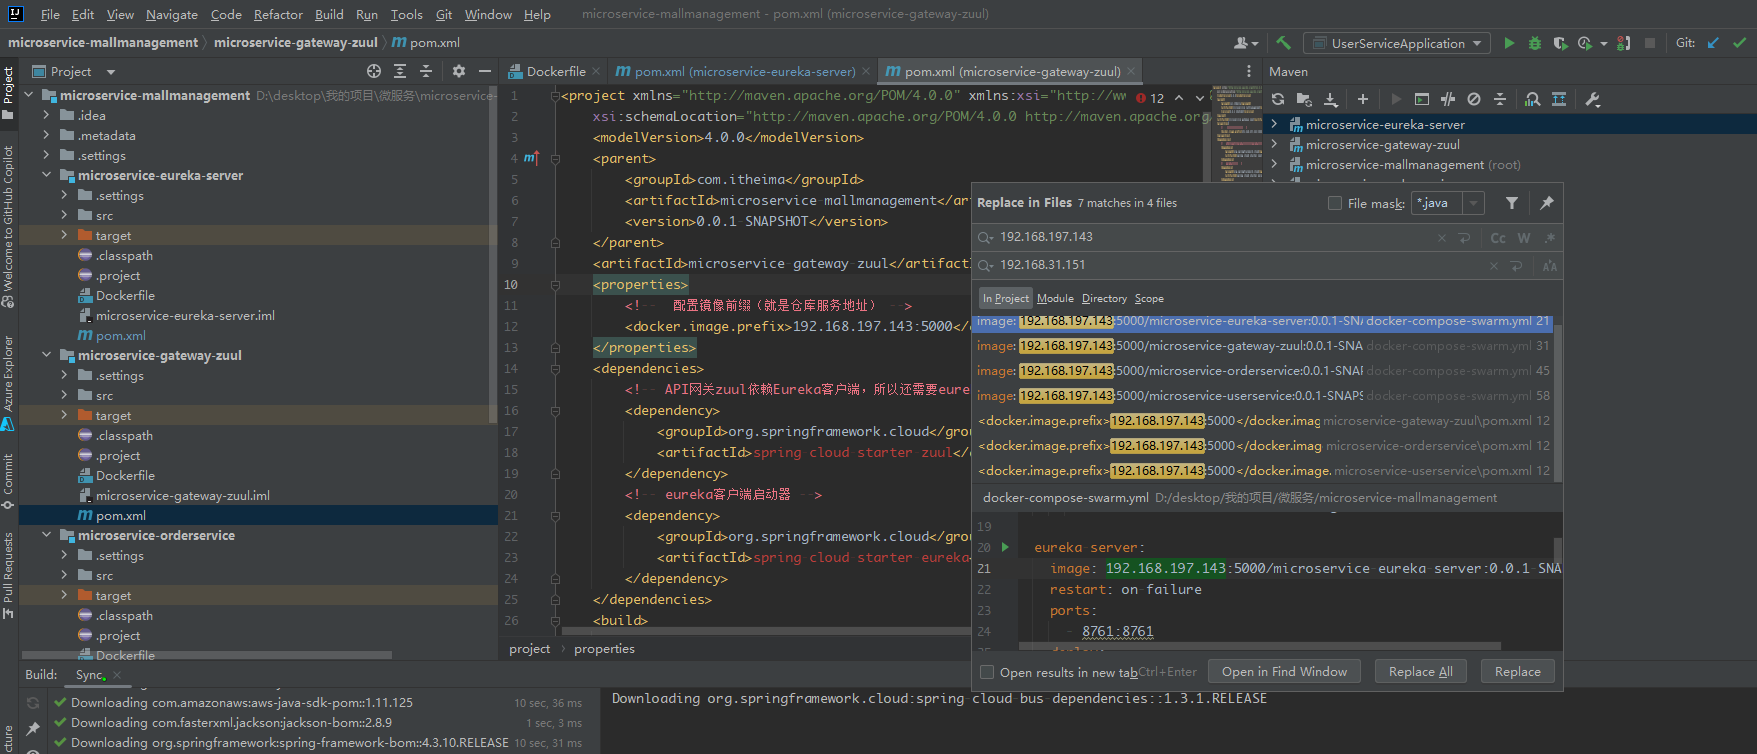 File Edit View Navigate Code Refactor Build Run Tools Git Window Help microservice-mallmanagement - pom.xml (microservice-gateway-zuul)
microservice-mallmanagement microservice-gateway-zuul pom.xml UserServiceApplication Git:
Project
Dockerfile pom.xml (microservice-eureka-server) pom.xml (microservice-gateway-zuul)
Maven
Project
Welcome to GitHub Copilot
Azure Explorer
Commit
Pull Requests
cture
microservice-mallmanagement D:\desktop\我的项目\微服务\microservice-
.idea
.metadata
.settings
microservice-eureka-server
.settings
src
target
.classpath
.project
Dockerfile
microservice-eureka-server.iml
pom.xml
microservice-gateway-zuul
.settings
src
target
.classpath
.project
Dockerfile
microservice-gateway-zuul.iml
pom.xml
microservice-orderservice
.settings
src
target
.classpath
.project
Dockerfile
1 <project xmlns="http://maven.apache.org/POM/4.0.0" xmlns:xsi="http://ww 12
2 xsi:schemaLocation="http://maven.apache.org/POM/4.0.0 http://maven.apache.org/
3 <modelVersion>4.0.0</modelVersion>
4 <parent>
5 <groupId>com.itheima</groupId>
6 <artifactId>microservice-mallmanagement</ar
7 <version>0.0.1-SNAPSHOT</version>
8 </parent>
9 <artifactId>microservice-gateway-zuul</artifact
10 <properties>
11 <!-- 配置镜像前缀（就是仓库服务地址） -->
12 <docker.image.prefix>192.168.197.143:5000</
13 </properties>
14 <dependencies>
15 <!-- API网关zuul依赖Eureka客户端，所以还需要eure
16 <dependency>
17 <groupId>org.springframework.cloud</grou
18 <artifactId>spring-cloud-starter-zuul</
19 </dependency>
20 <!-- eureka客户端启动器 -->
21 <dependency>
22 <groupId>org.springframework.cloud</grou
23 <artifactId>spring-cloud-starter-eureka<
24 </dependency>
25 </dependencies>
26 <build>
project properties
microservice-eureka-server
microservice-gateway-zuul
microservice-mallmanagement (root)
Replace in Files 7 matches in 4 files File mask: *.java
192.168.197.143 Cc W .*
192.168.31.151
In Project Module Directory Scope
image: 192.168.197.143:5000/microservice-eureka-server:0.0.1-SNA docker-compose-swarm.yml 21
image: 192.168.197.143:5000/microservice-gateway-zuul:0.0.1-SNA docker-compose-swarm.yml 31
image: 192.168.197.143:5000/microservice-orderservice:0.0.1-SNAP docker-compose-swarm.yml 45
image: 192.168.197.143:5000/microservice-userservice:0.0.1-SNAPS docker-compose-swarm.yml 58
<docker.image.prefix>192.168.197.143:5000</docker.imag microservice-gateway-zuul\pom.xml 12
<docker.image.prefix>192.168.197.143:5000</docker.imag microservice-orderservice\pom.xml 12
<docker.image.prefix>192.168.197.143:5000</docker.image. microservice-userservice\pom.xml 12
docker-compose-swarm.yml D:/desktop/我的项目/微服务/microservice-mallmanagement
19
20 eureka-server:
21 image: 192.168.197.143:5000/microservice-eureka-server:0.0.1-SNA
22 restart: on-failure
23 ports:
24 - 8761:8761
Open results in new tab Ctrl+Enter Open in Find Window Replace All Replace
Build: Sync
Downloading com.amazonaws:aws-java-sdk-pom::1.11.125 10 sec, 36 ms
Downloading com.fasterxml.jackson:jackson-bom::2.8.9 1 sec, 3 ms
Downloading org.springframework:spring-framework-bom::4.3.10.RELEASE 10 sec, 31 ms
Downloading org.springframework.cloud:spring-cloud-bus-dependencies::1.3.1.RELEASE